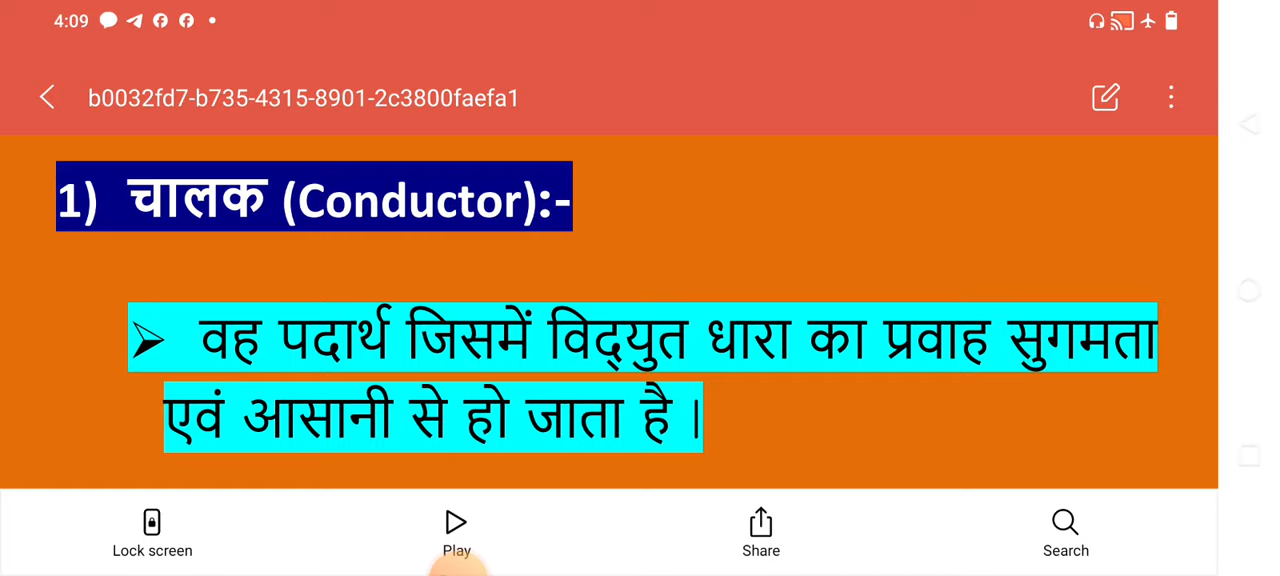 4:09
b0032fd7-b735-4315-8901-2c3800faefa1
1) चालक (Conductor):-
➢ वह पदार्थ जिसमें विद्युत धारा का प्रवाह सुगमता
एवं आसानी से हो जाता है ।
Lock screen Play Share Search